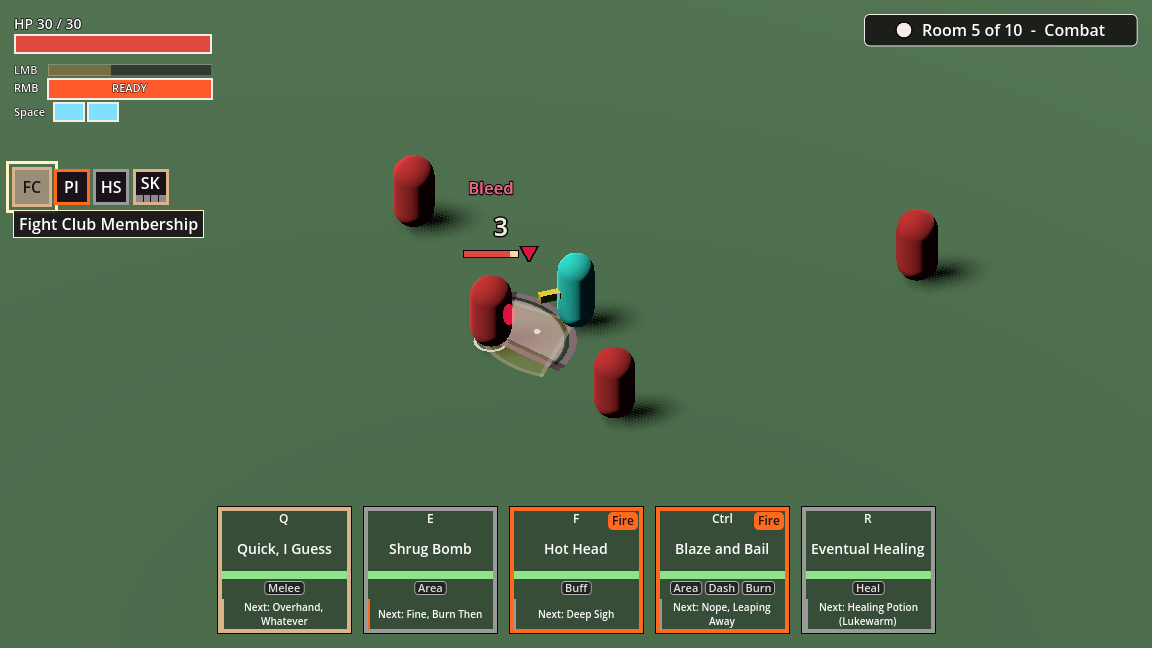 HP 30 / 30
Room 5 of 10 - Combat
LMB
RMB READY
Space
FC PI HS SK
Fight Club Membership
Bleed
3
Q
Quick, I Guess
Melee
Next: Overhand,
Whatever
E
Shrug Bomb
Area
Next: Fine, Burn Then
F Fire
Hot Head
Buff
Next: Deep Sigh
Ctrl Fire
Blaze and Bail
Area Dash Burn
Next: Nope, Leaping
Away
R
Eventual Healing
Heal
Next: Healing Potion
(Lukewarm)